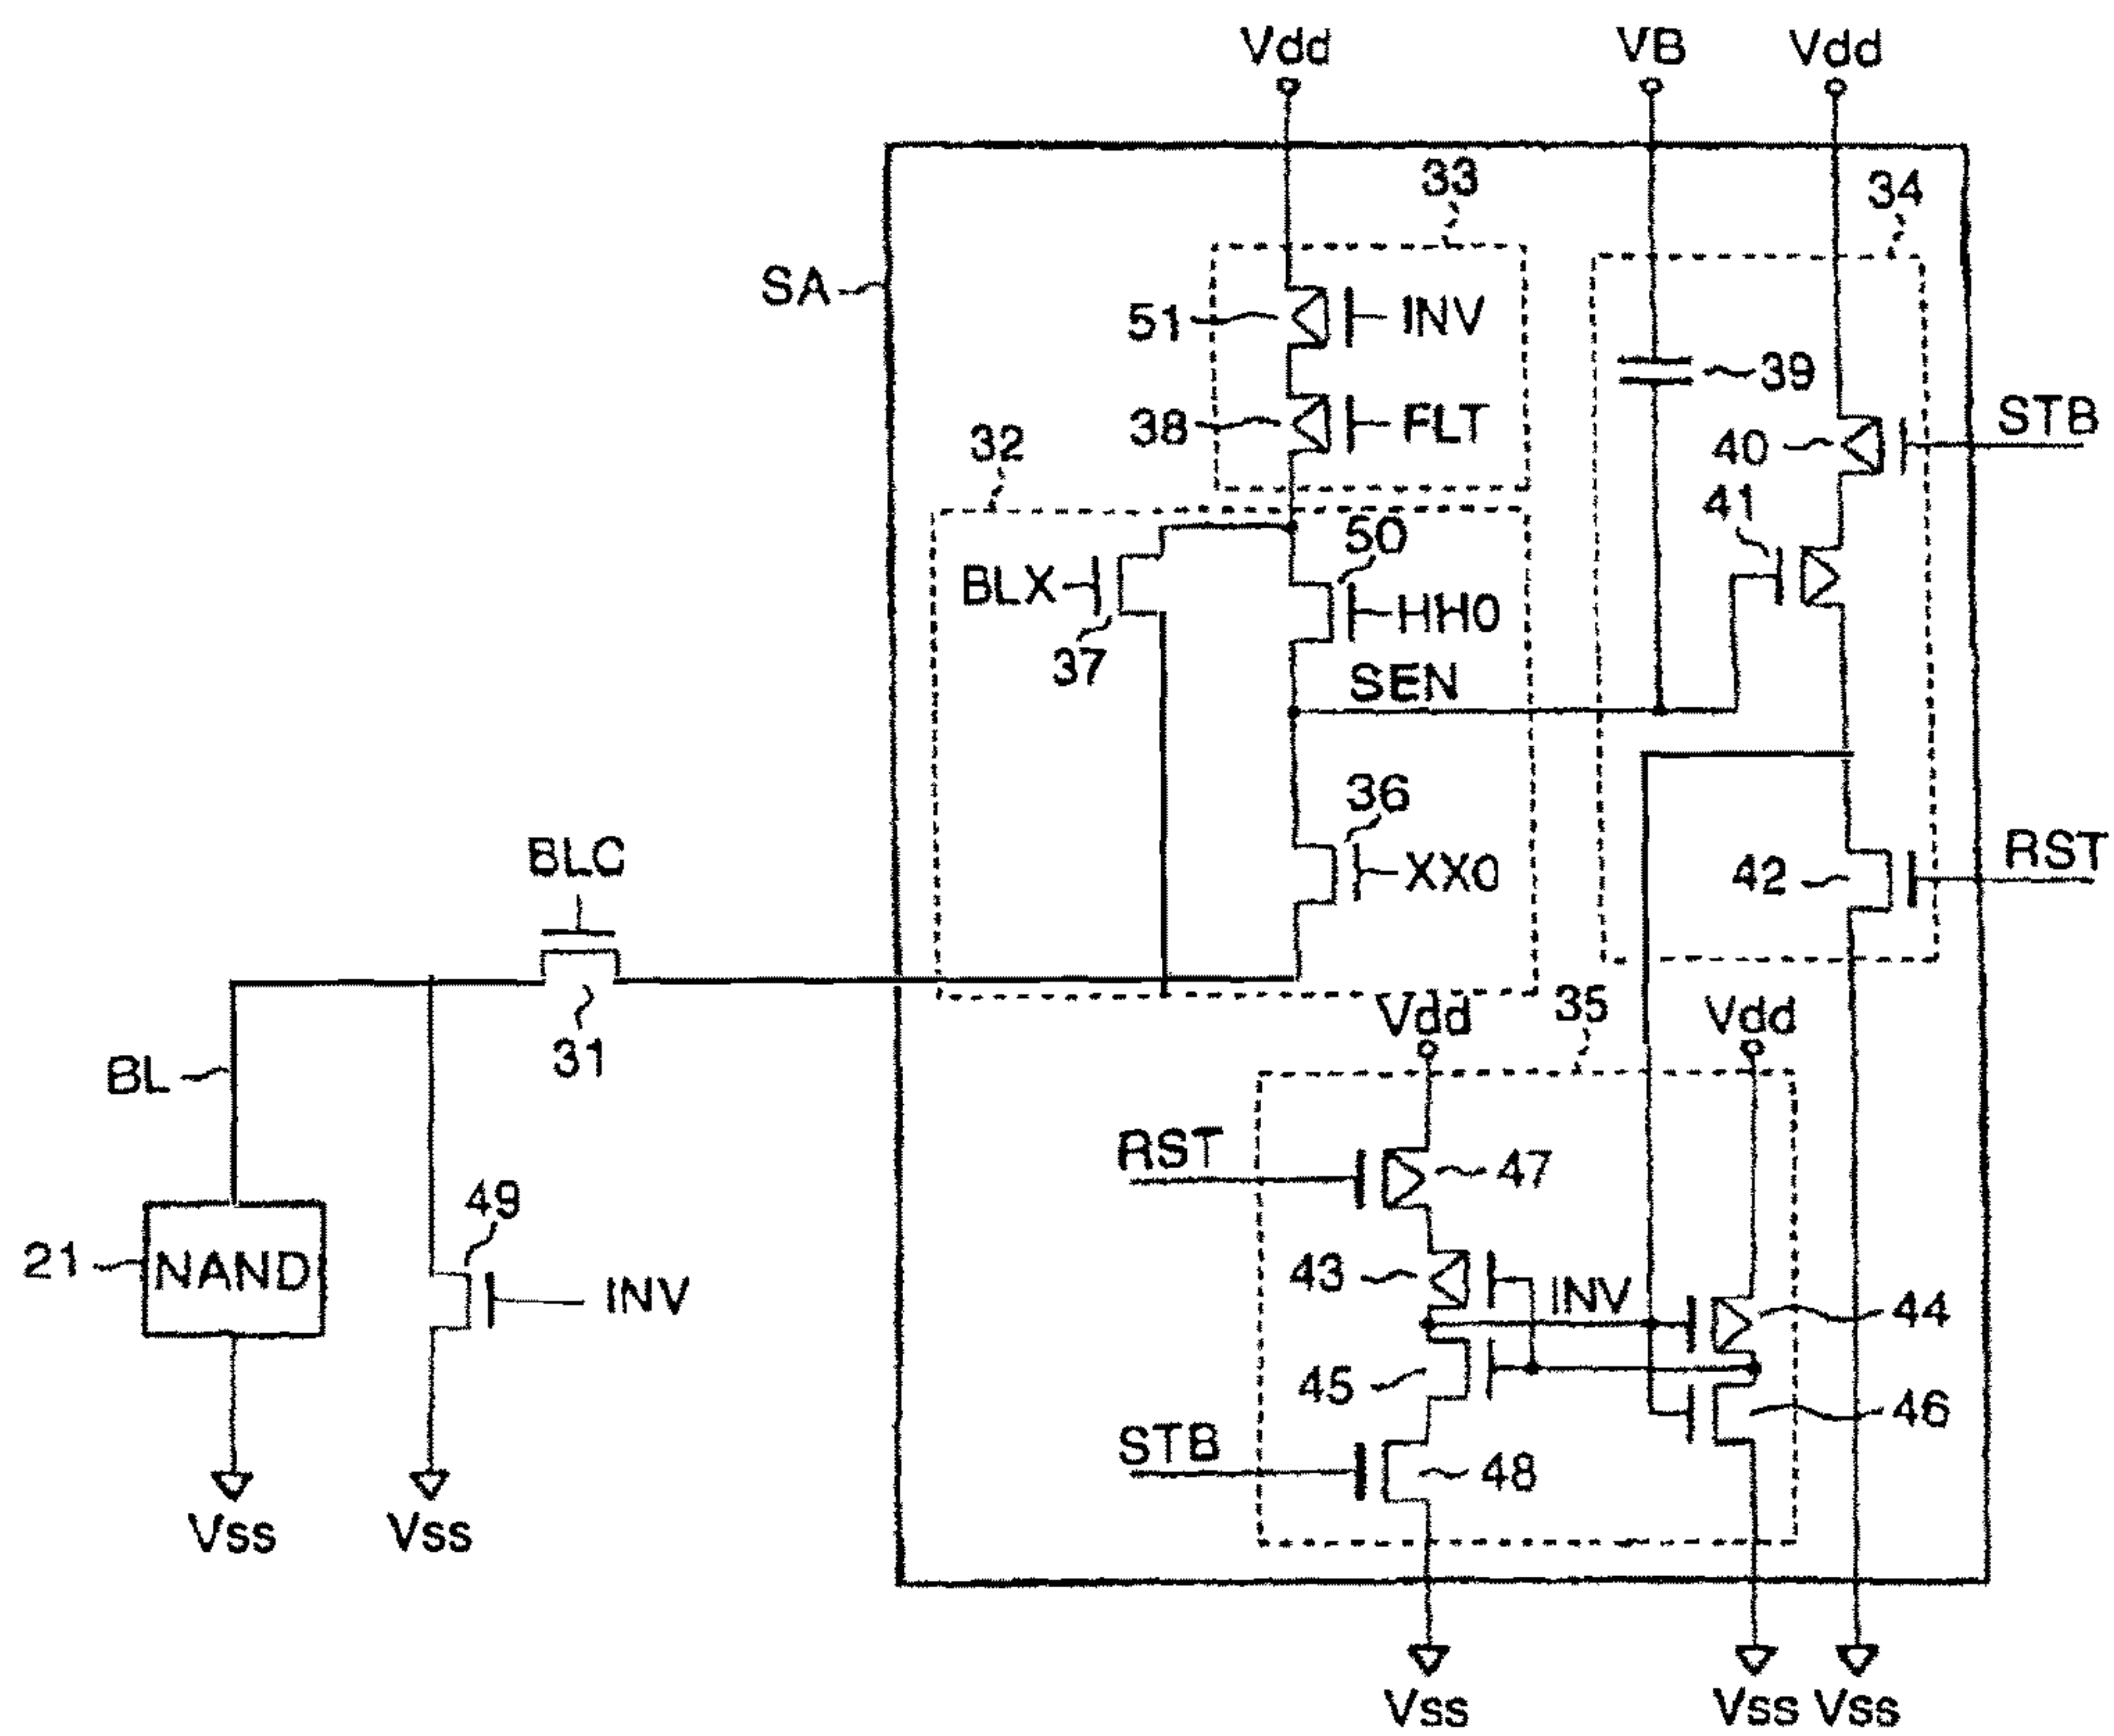 Vdd
VB
Vdd
33
34
SA
51
INV
39
38
FLT
STB
32
40
41
50
BLX
HHO
37
SEN
36
BLC
XXO
42
RST
31
Vdd
35
Vdd
BL
RST
47
49
21
NAND
43
INV
INV
44
45
46
STB
48
Vss
Vss
Vss
Vss
Vss